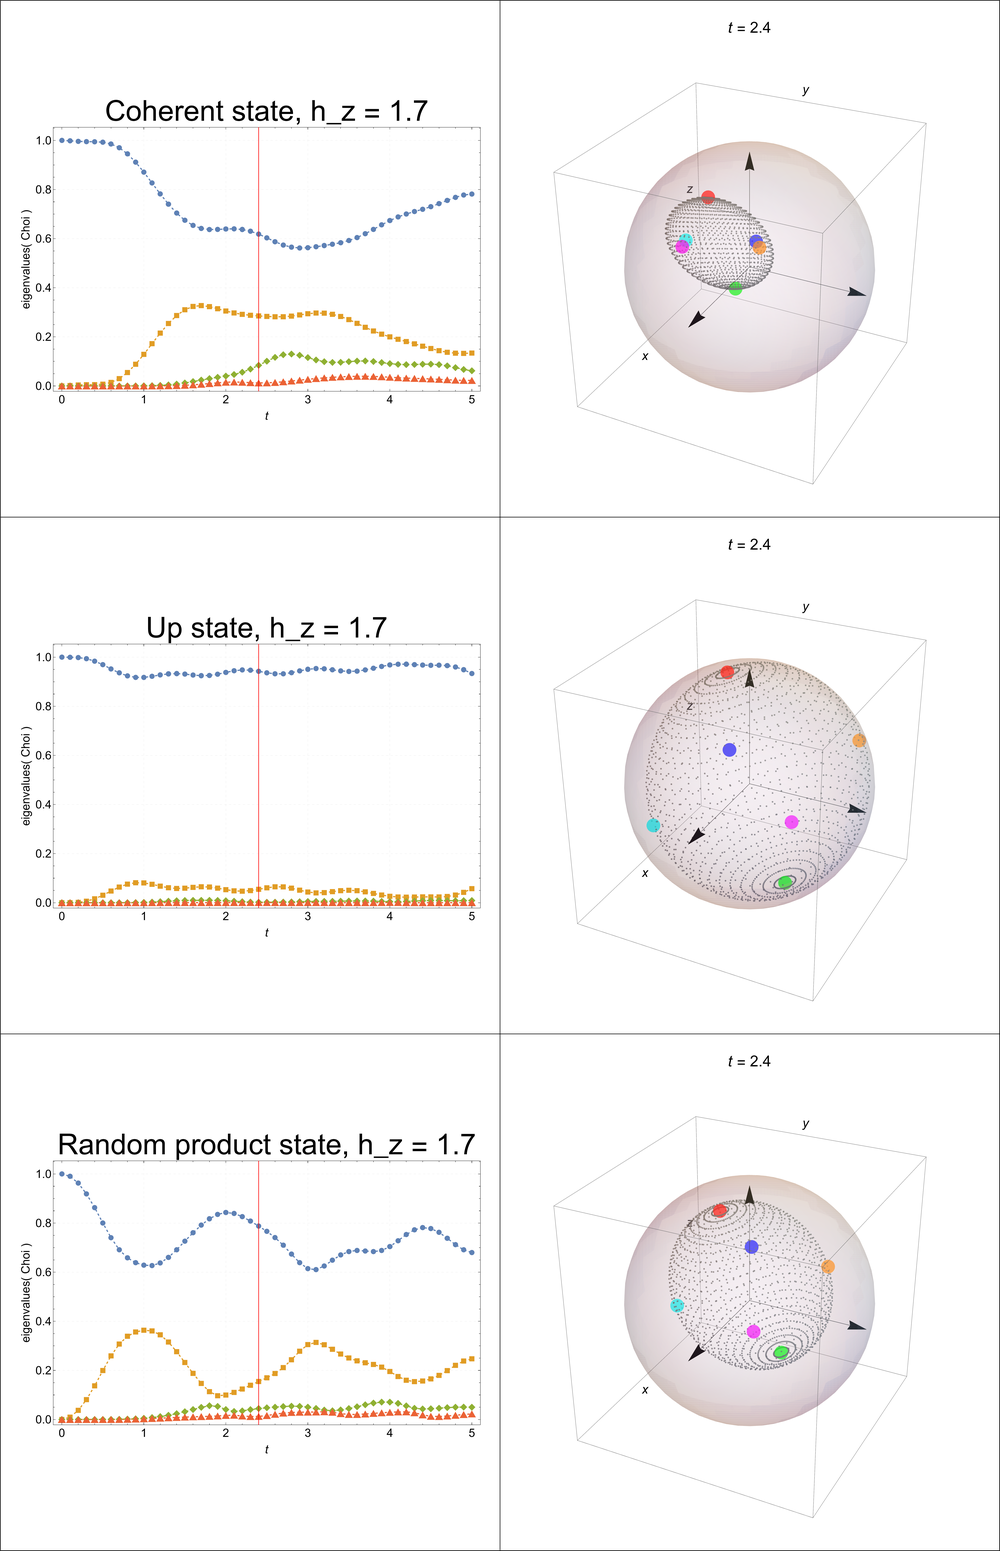 Coherent state, h_z = 1.7
eigenvalues( Choi )
1.0
0.8
0.6
0.4
0.2
0.0
0 1 2 3 4 5
t
t = 2.4
y
z
x
Up state, h_z = 1.7
eigenvalues( Choi )
1.0
0.8
0.6
0.4
0.2
0.0
0 1 2 3 4 5
t
t = 2.4
y
z
x
Random product state, h_z = 1.7
eigenvalues( Choi )
1.0
0.8
0.6
0.4
0.2
0.0
0 1 2 3 4 5
t
t = 2.4
y
z
x